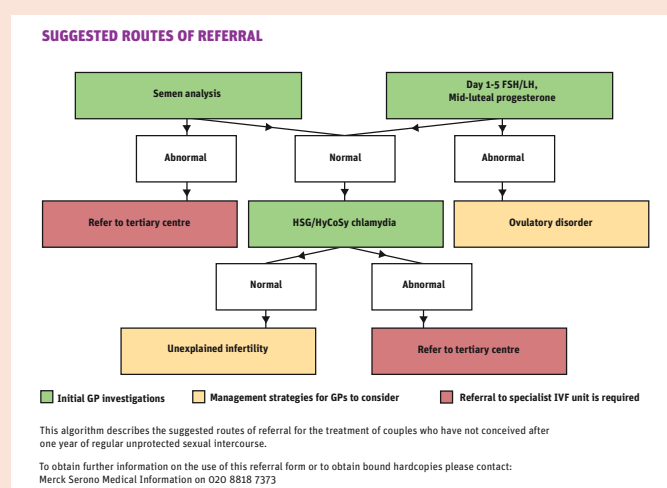 SUGGESTED ROUTES OF REFERRAL
Semen analysis
Day 1-5 FSH/LH,
Mid-luteal progesterone
Abnormal
Normal
Abnormal
Refer to tertiary centre
HSG/HyCoSy chlamydia
Ovulatory disorder
Normal
Abnormal
Unexplained infertility
Refer to tertiary centre
Initial GP investigations
Management strategies for GPs to consider
Referral to specialist IVF unit is required
This algorithm describes the suggested routes of referral for the treatment of couples who have not conceived after
one year of regular unprotected sexual intercourse.
To obtain further information on the use of this referral form or to obtain bound hardcopies please contact:
Merck Serono Medical Information on 020 8818 7373